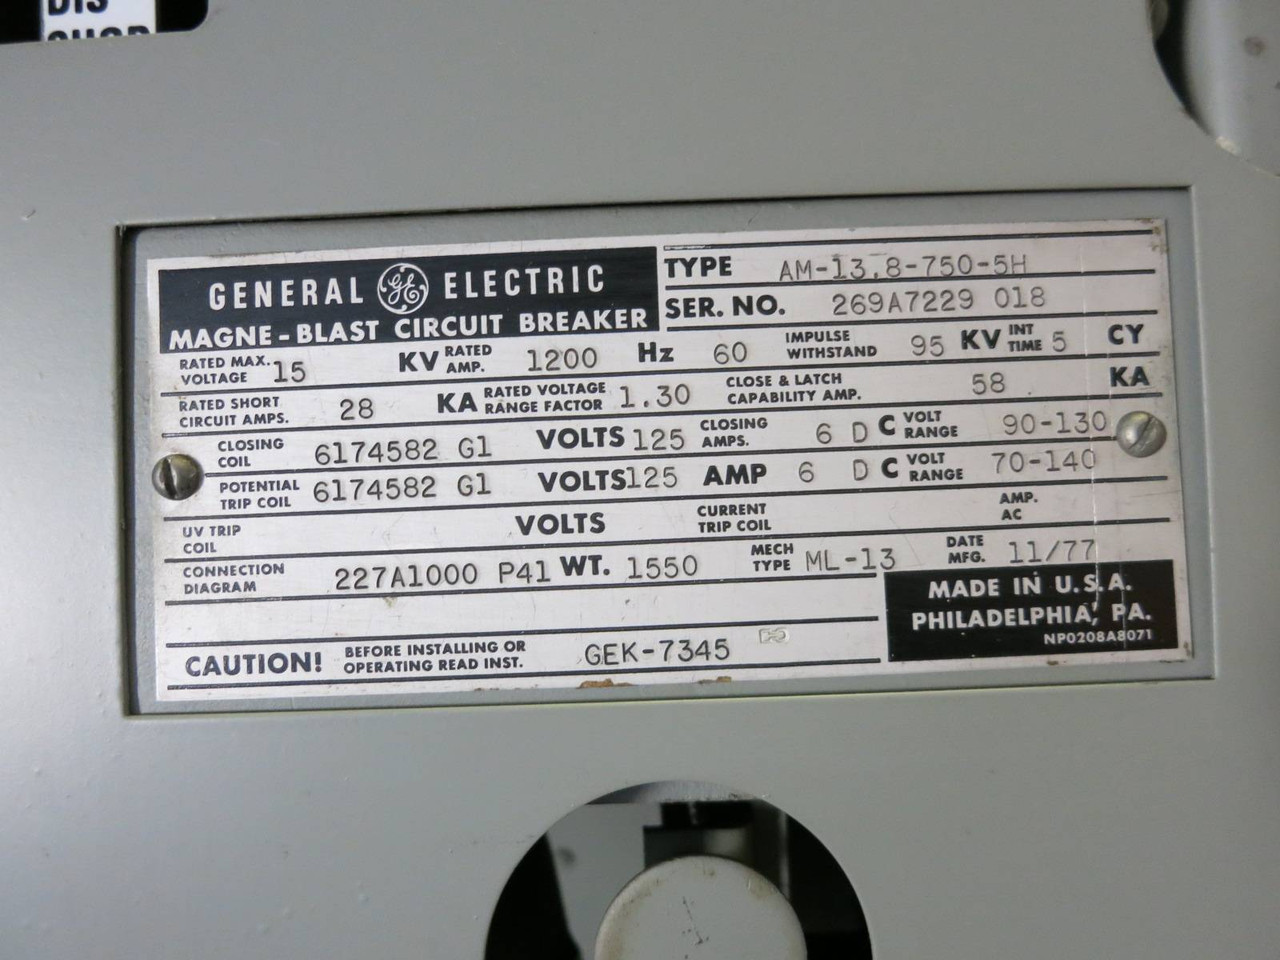 DIS
GENERAL GE ELECTRIC
MAGNE-BLAST CIRCUIT BREAKER
TYPE AM-13.8-750-5H
SER. NO. 269A7229 018
RATED MAX. VOLTAGE 15 KV RATED AMP. 1200 Hz 60 IMPULSE WITHSTAND 95 KV INT TIME 5 CY
RATED SHORT CIRCUIT AMPS. 28 KA RATED VOLTAGE RANGE FACTOR 1.30 CLOSE & LATCH CAPABILITY AMP. 58 KA
CLOSING COIL 6174582 G1 VOLTS 125 CLOSING AMPS. 6 D C VOLT RANGE 90-130
POTENTIAL TRIP COIL 6174582 G1 VOLTS 125 AMP 6 D C VOLT RANGE 70-140
UV TRIP COIL VOLTS CURRENT TRIP COIL AMP. AC
CONNECTION DIAGRAM 227A1000 P41 WT. 1550 MECH TYPE ML-13 DATE MFG. 11/77
MADE IN U.S.A.
PHILADELPHIA, PA.
NP0208A8071
CAUTION! BEFORE INSTALLING OR OPERATING READ INST. GEK-7345